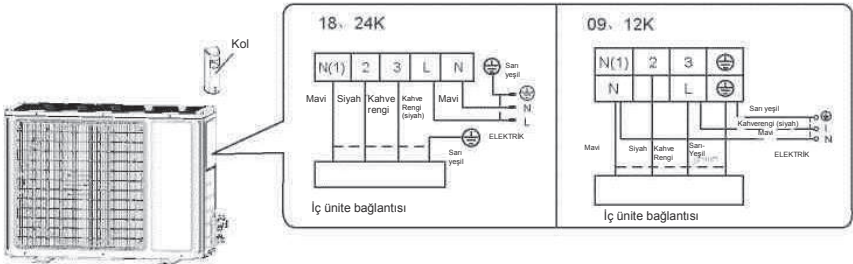 Kol
18、24K
N(1) 2 3 L N
Sarı
yeşil
Mavi Siyah Kahve
rengi
Kahve
Rengi
(siyah)
Mavi
N
L
ELEKTRİK
Sarı
yeşil
İç ünite bağlantısı
09、12K
N(1) 2 3
N L
Sarı yeşil
Kahverengi (siyah)
Mavi
L
N
ELEKTRİK
Mavi
Siyah
Kahve
Rengi
Sarı-
Yeşil
İç ünite bağlantısı